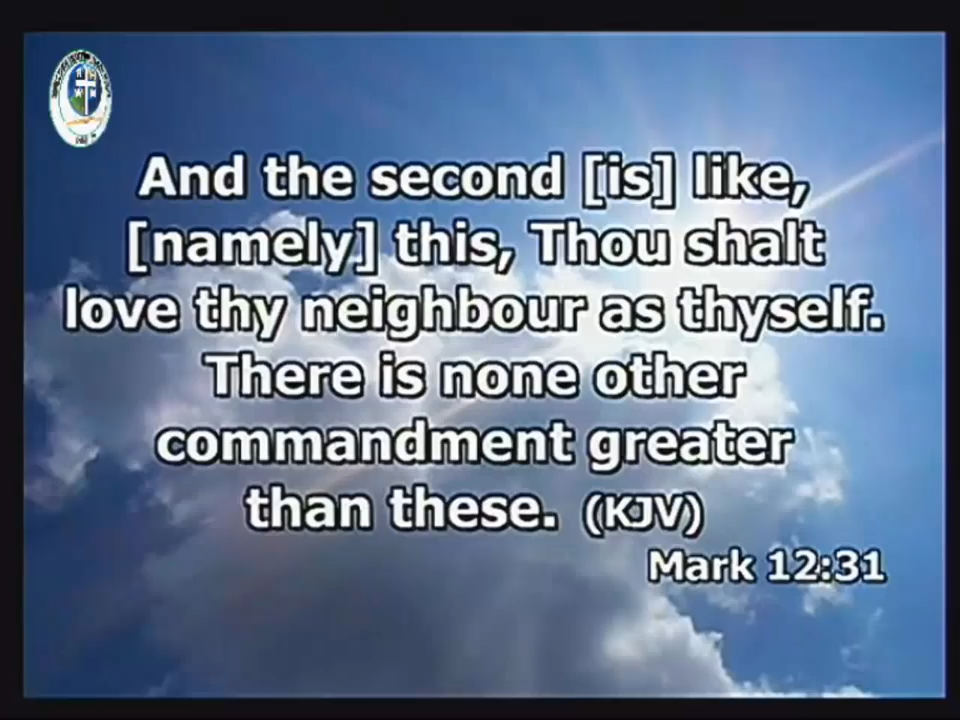 And the second [is] like,
[namely] this, Thou shalt
love thy neighbour as thyself.
There is none other
commandment greater
than these. (KJV)
Mark 12:31